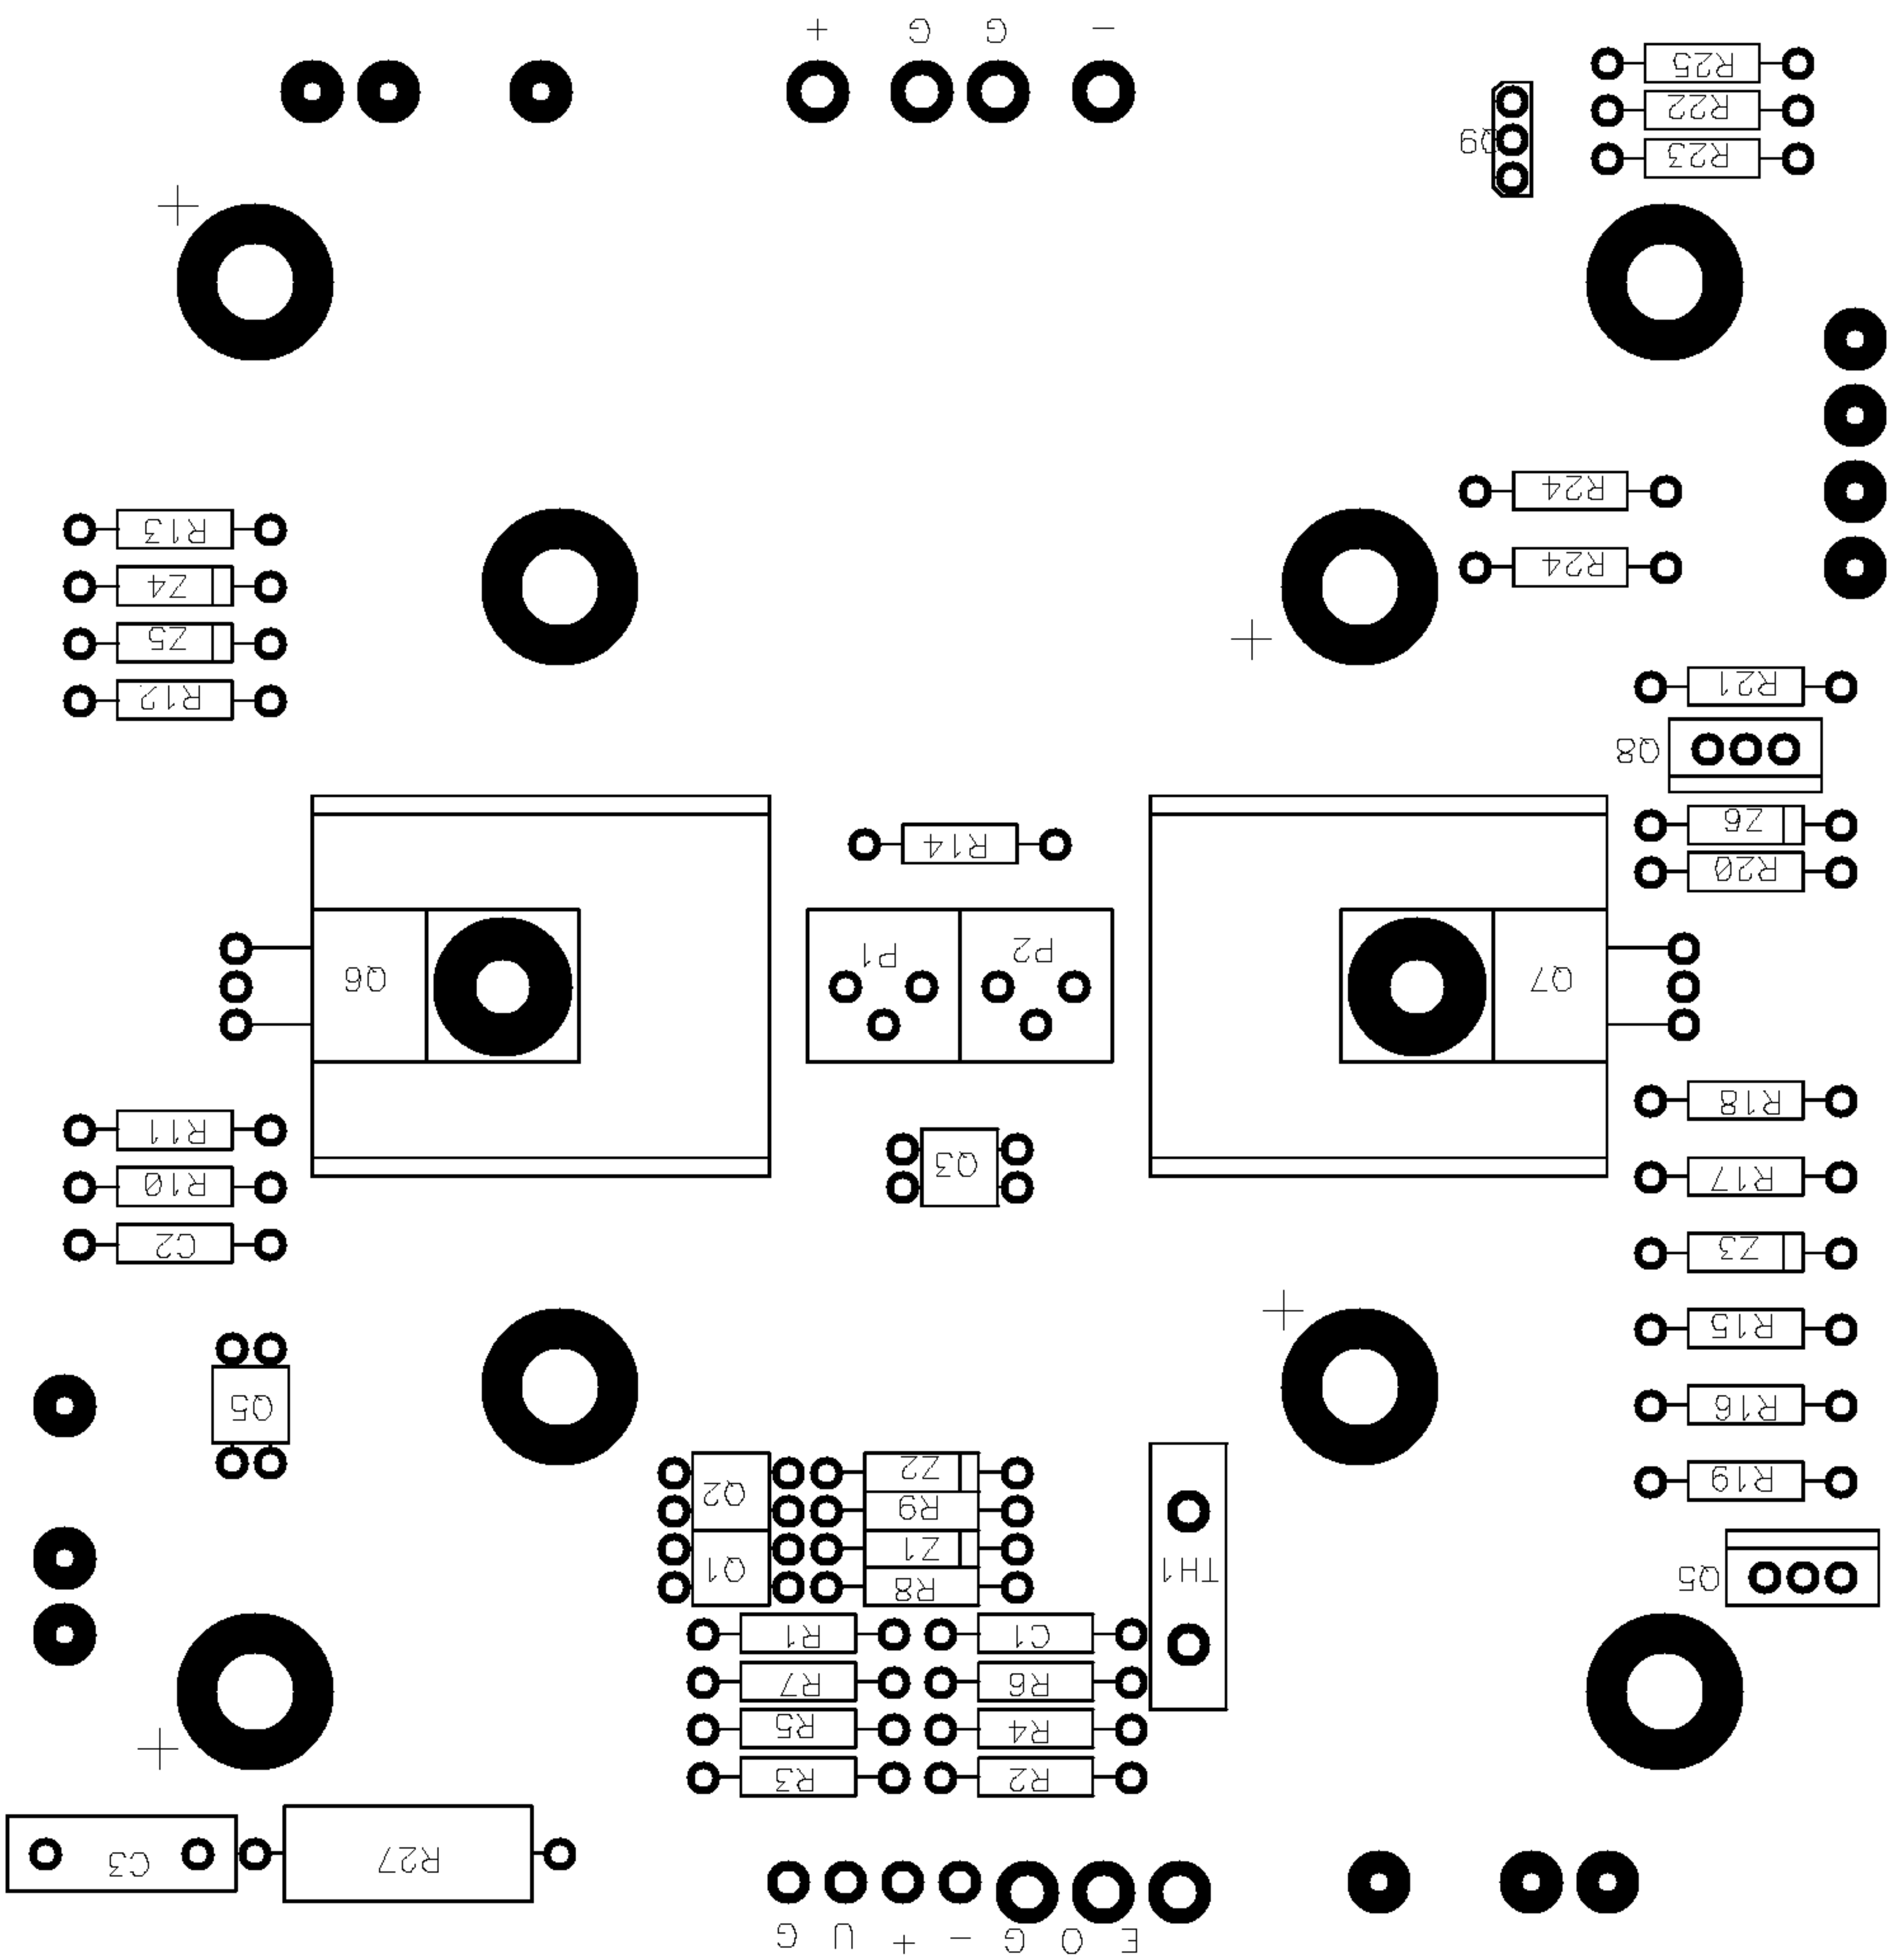 + G G -
R25
R22
Q9
R23
+
R24
R13
R24
Z4
Z5
+
R12
R21
Q8
Z6
R14
R20
P1 P2
Q6 Q7
R18
R11
Q3
R17
R10
C2
Z3
+
R15
Q5
R16
Z2
Q2
R19
R9
Z1
Q1
TH1
Q5
R8
R1 C1
R7 R6
R5 R4
+
R3 R2
C3 R27
G U + - G O E